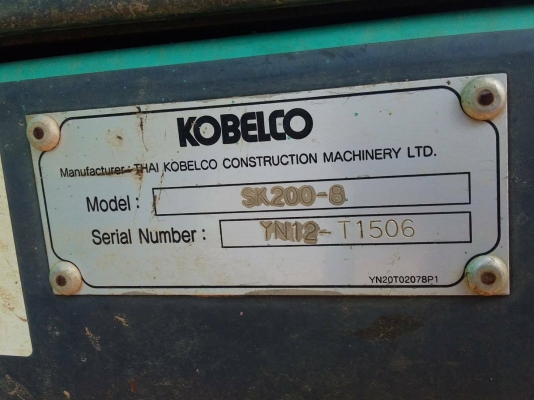 KOBELCO
Manufacturer : THAI KOBELCO CONSTRUCTION MACHINERY LTD.
Model : SK200-8
Serial Number : YN12-T1506
YN20T02078P1